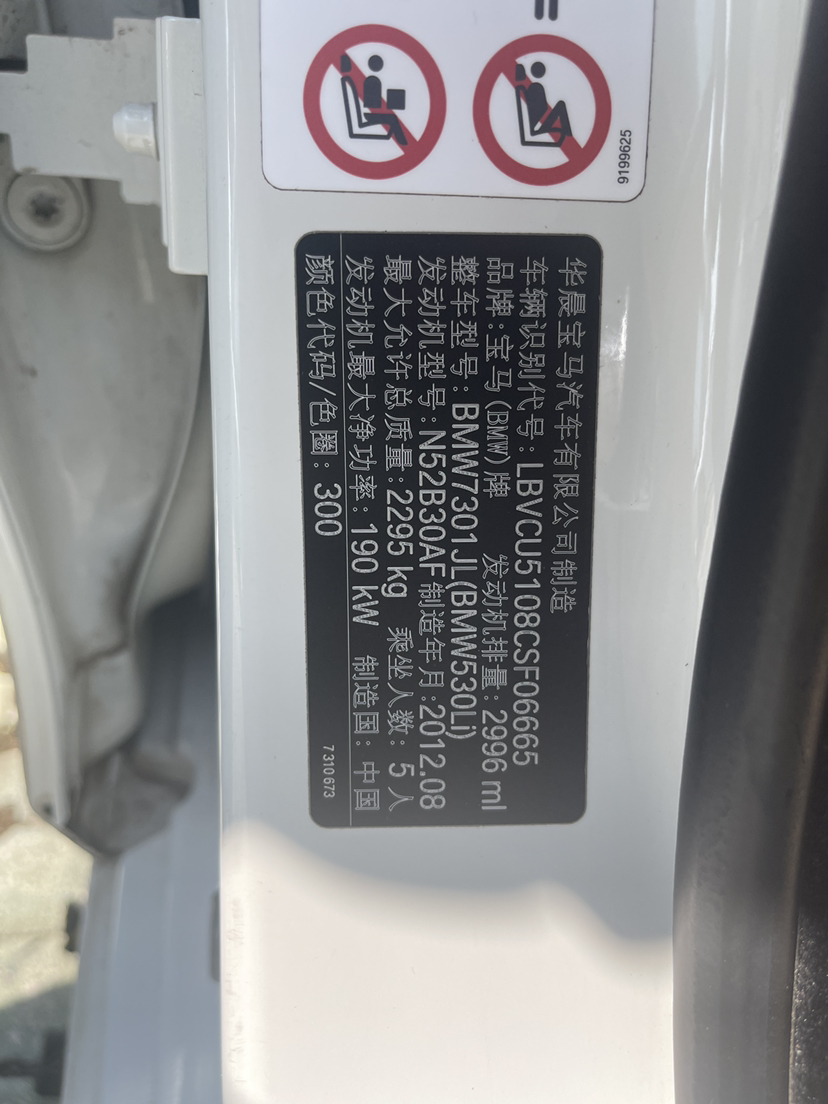 =
9199625
华晨宝马汽车有限公司制造
车辆识别代号: LBVCU5108CSF06665
品牌: 宝马(BMW)牌 发动机排量: 2996 ml
整车型号: BMW7301JL(BMW530Li)
发动机型号: N52B30AF 制造年月: 2012.08
最大允许总质量: 2295 kg 乘坐人数: 5 人
发动机最大净功率: 190 kW 制造国: 中国
颜色代码/色圈: 300
7 310 673